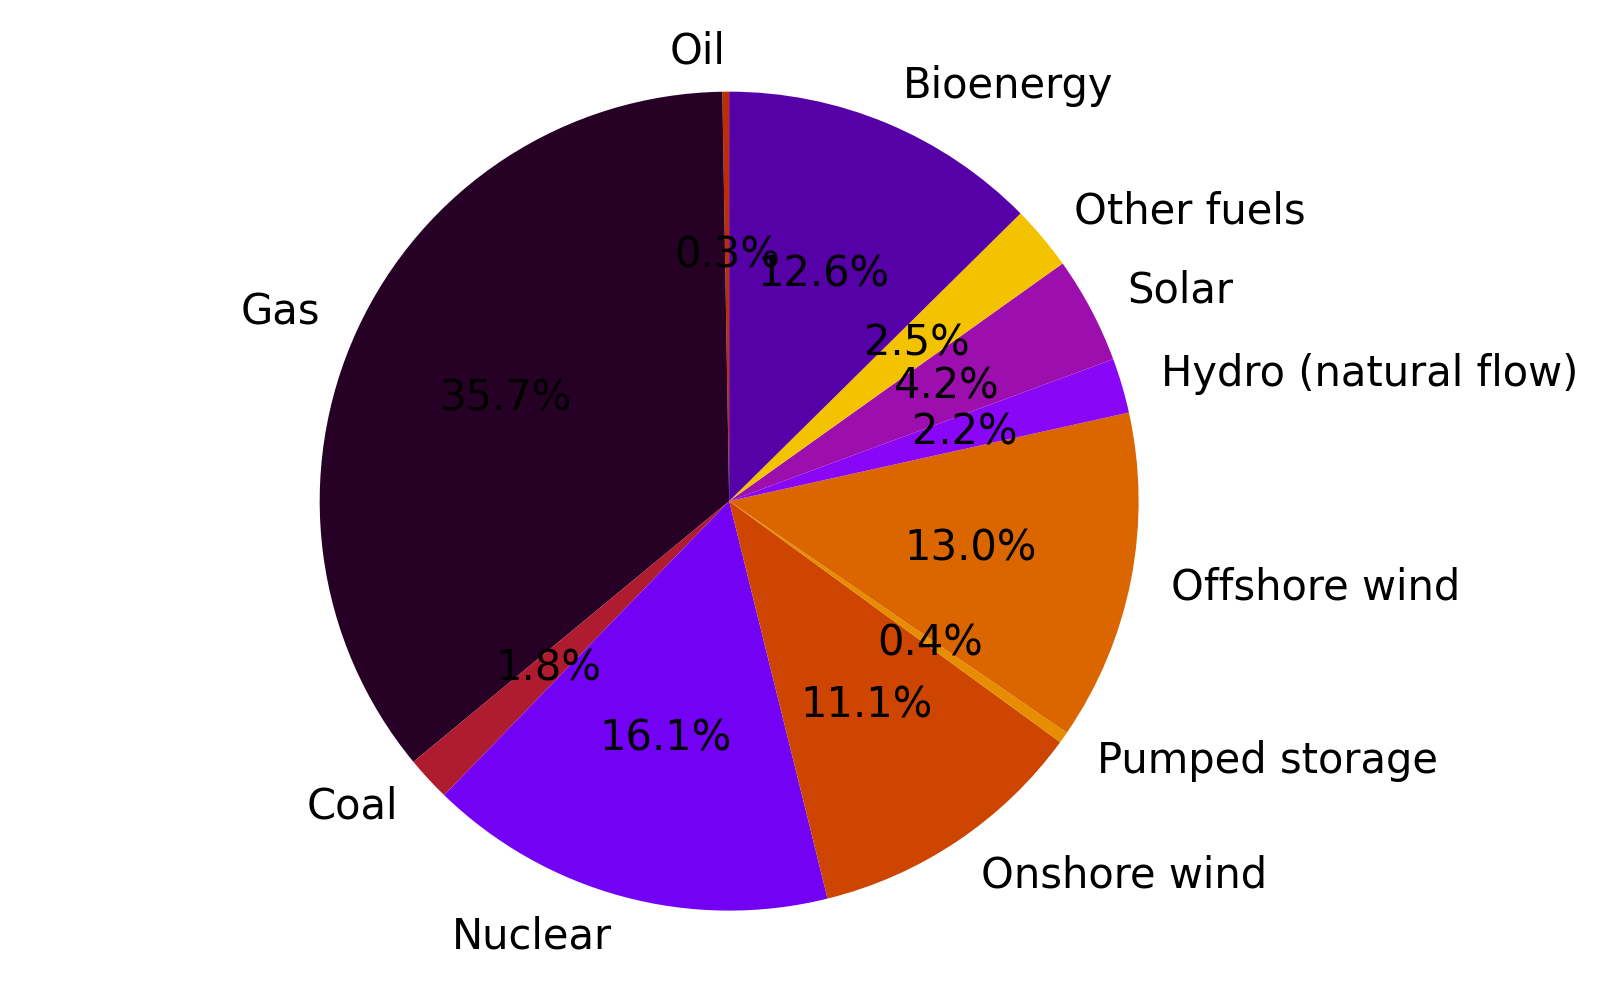 Oil
Bioenergy
Other fuels
Solar
Hydro (natural flow)
Offshore wind
Pumped storage
Onshore wind
Nuclear
Coal
Gas
0.3%
12.6%
2.5%
4.2%
2.2%
13.0%
0.4%
11.1%
16.1%
1.8%
35.7%